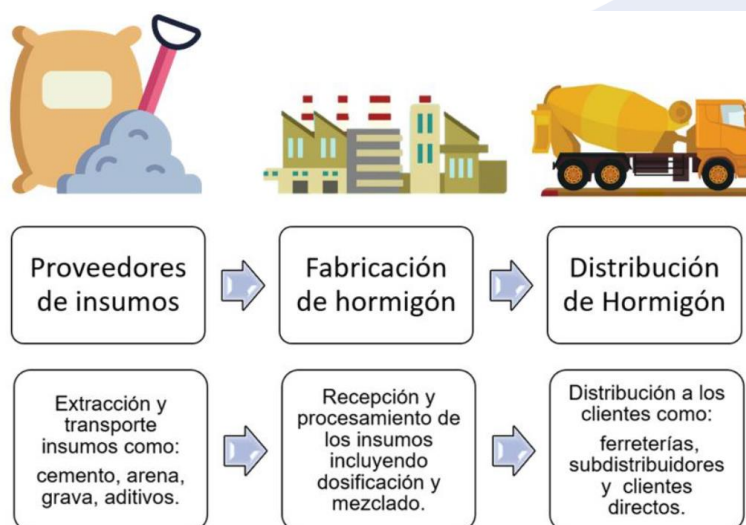 Proveedores
de insumos
Fabricación
de hormigón
Distribución
de Hormigón
Extracción y
transporte
insumos como:
cemento, arena,
grava, aditivos.
Recepción y
procesamiento de
los insumos
incluyendo
dosificación y
mezclado.
Distribución a los
clientes como:
ferreterías,
subdistribuidores
y clientes
directos.